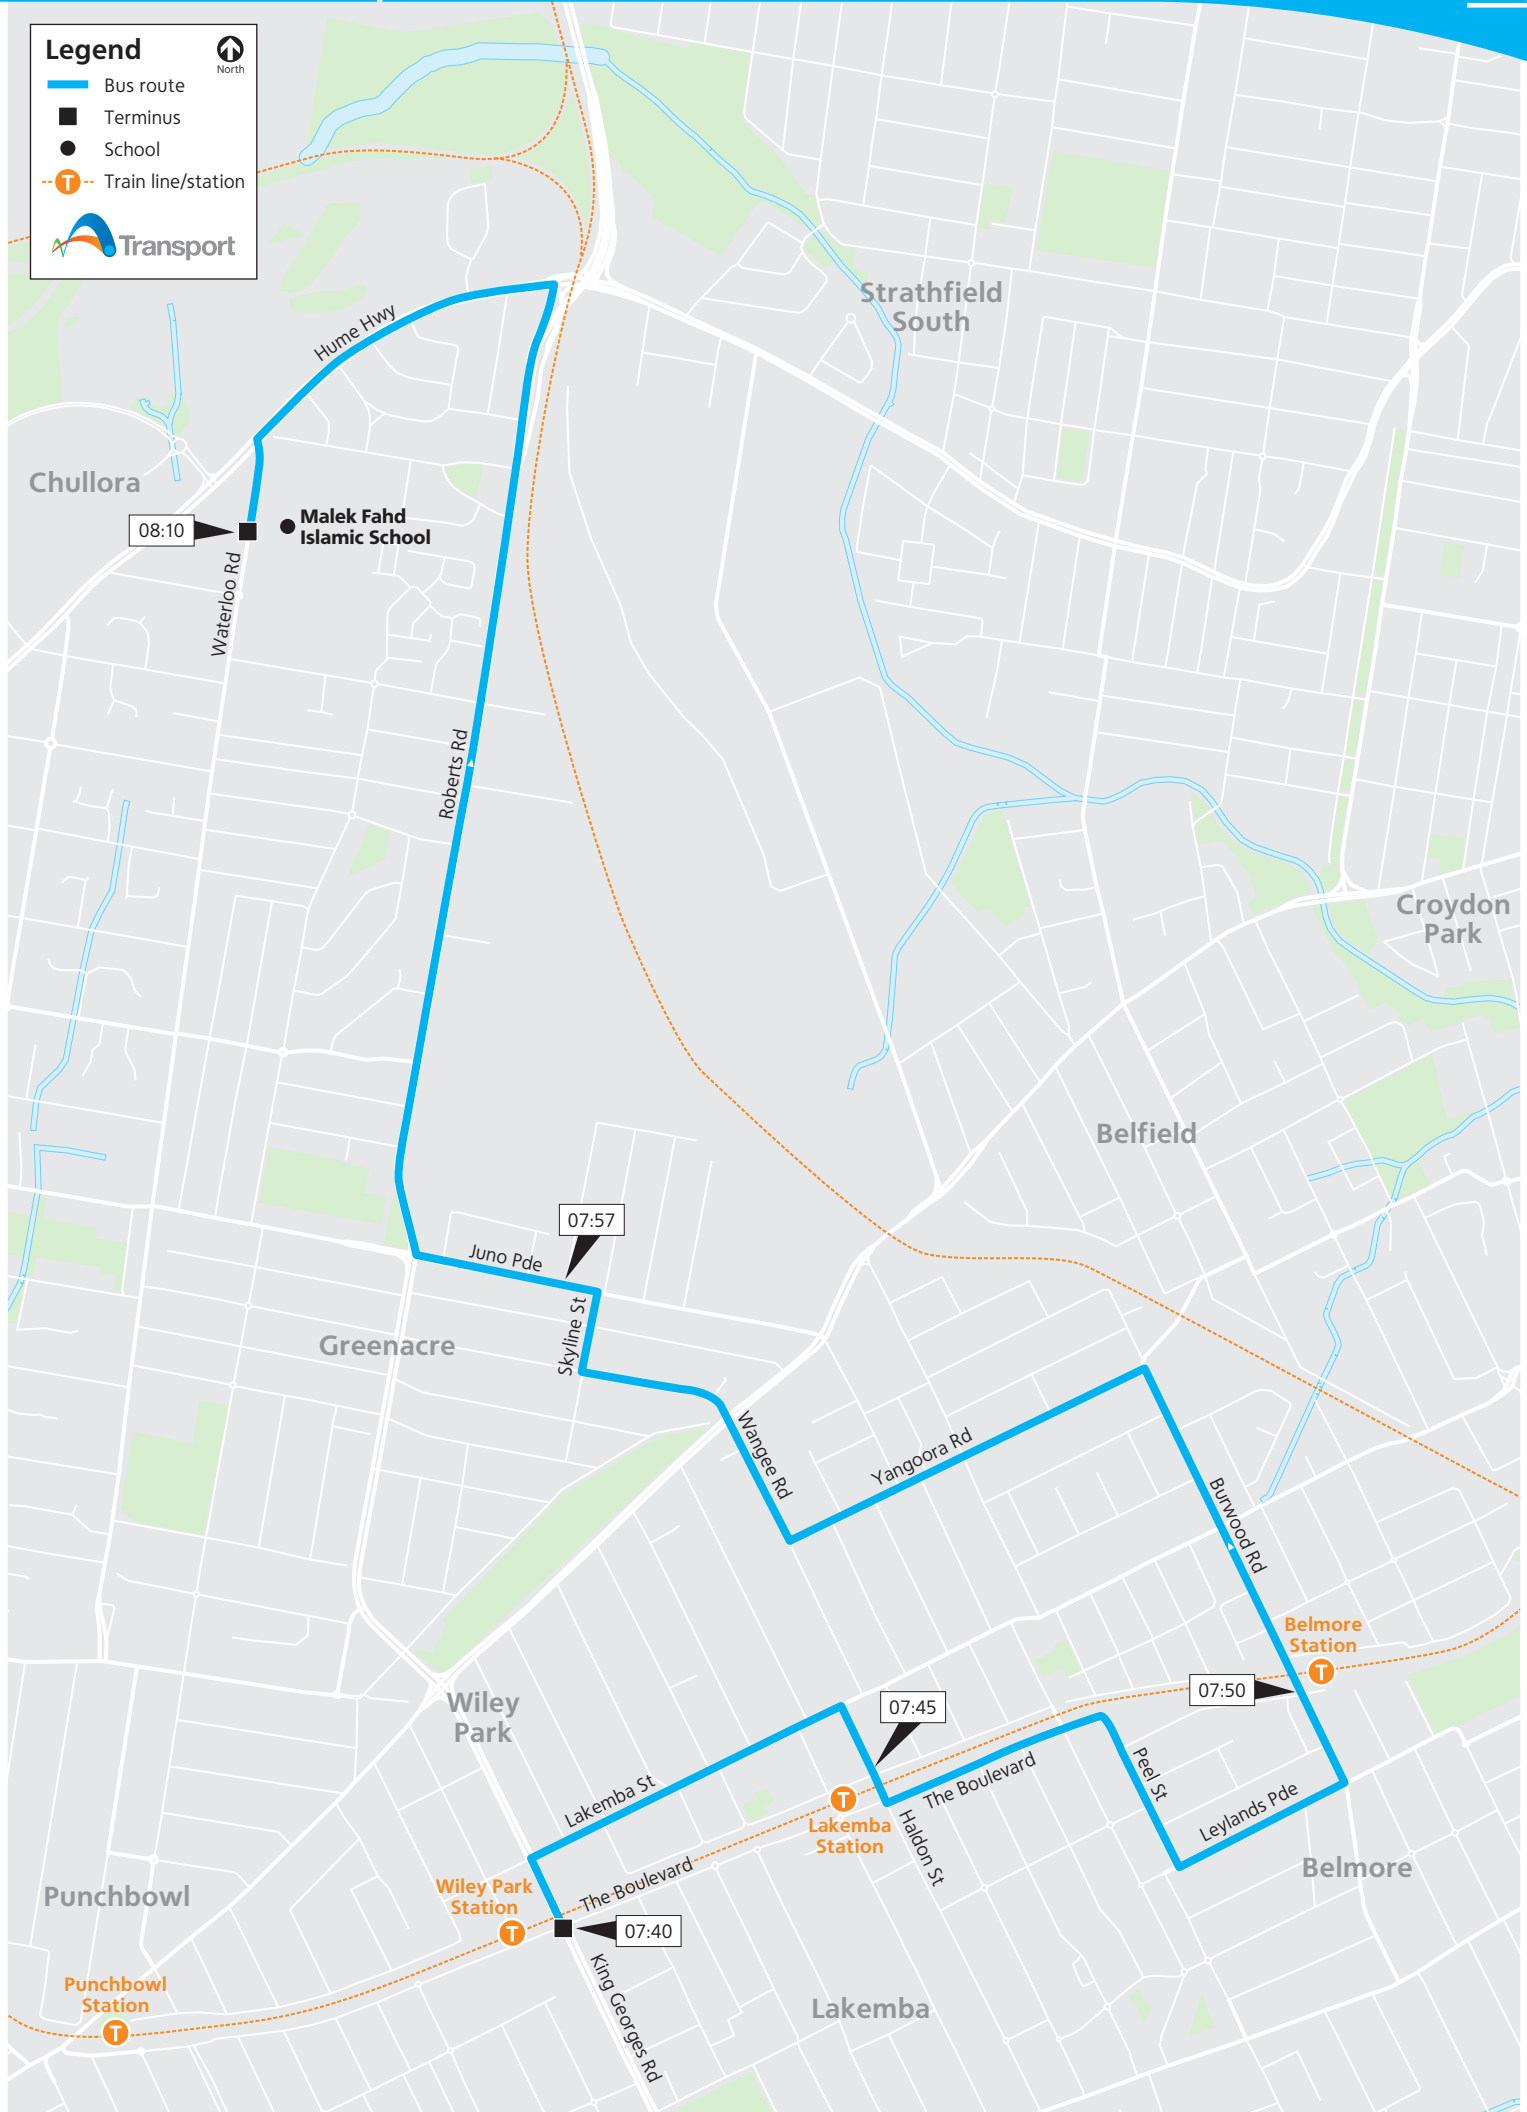 Legend
North
Bus route
Terminus
School
T
Train line/station
Transport
Hume Hwy
Strathfield
South
Chullora
08:10
Malek Fahd
Islamic School
Waterloo Rd
Roberts Rd
Croydon
Park
Belfield
07:57
Juno Pde
Skyline St
Greenacre
Wangee Rd
Yangoora Rd
Burwood Rd
Belmore
Station
T
07:50
Wiley
Park
07:45
Lakemba St
The Boulevard
Peel St
Leylands Pde
T
Lakemba
Station
Haldon St
Belmore
Punchbowl
Wiley Park
Station
T
The Boulevard
07:40
King Georges Rd
Punchbowl
Station
T
Lakemba